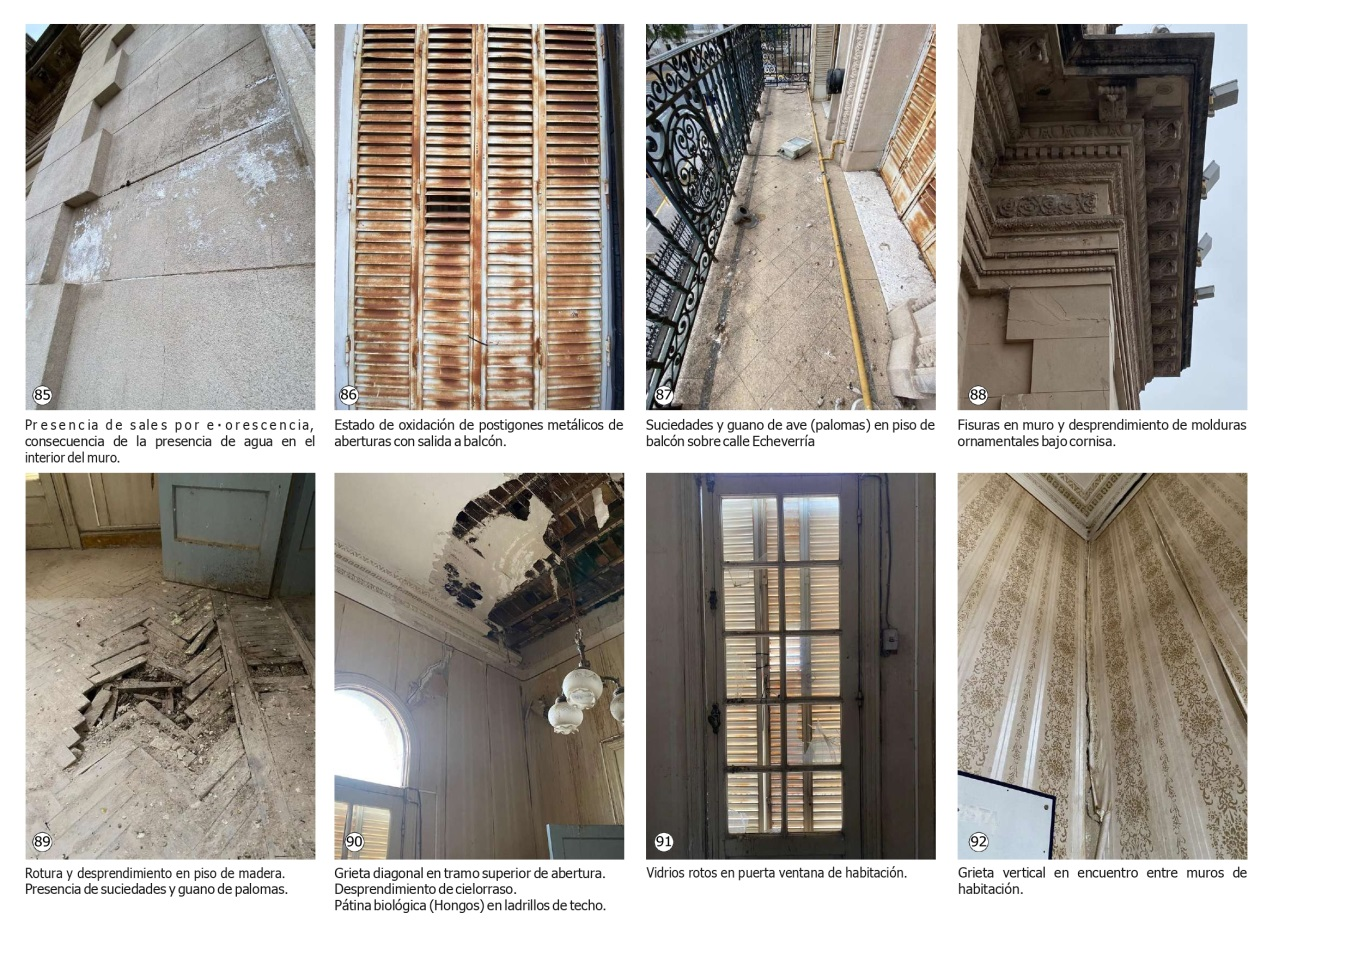 85
86
87
88
Presencia de sales por e·orescencia,
consecuencia de la presencia de agua en el
interior del muro.
Estado de oxidación de postigones metálicos de
aberturas con salida a balcón.
Suciedades y guano de ave (palomas) en piso de
balcón sobre calle Echeverría
Fisuras en muro y desprendimiento de molduras
ornamentales bajo cornisa.
89
90
91
92
Rotura y desprendimiento en piso de madera.
Presencia de suciedades y guano de palomas.
Grieta diagonal en tramo superior de abertura.
Desprendimiento de cielorraso.
Pátina biológica (Hongos) en ladrillos de techo.
Vidrios rotos en puerta ventana de habitación.
Grieta vertical en encuentro entre muros de
habitación.